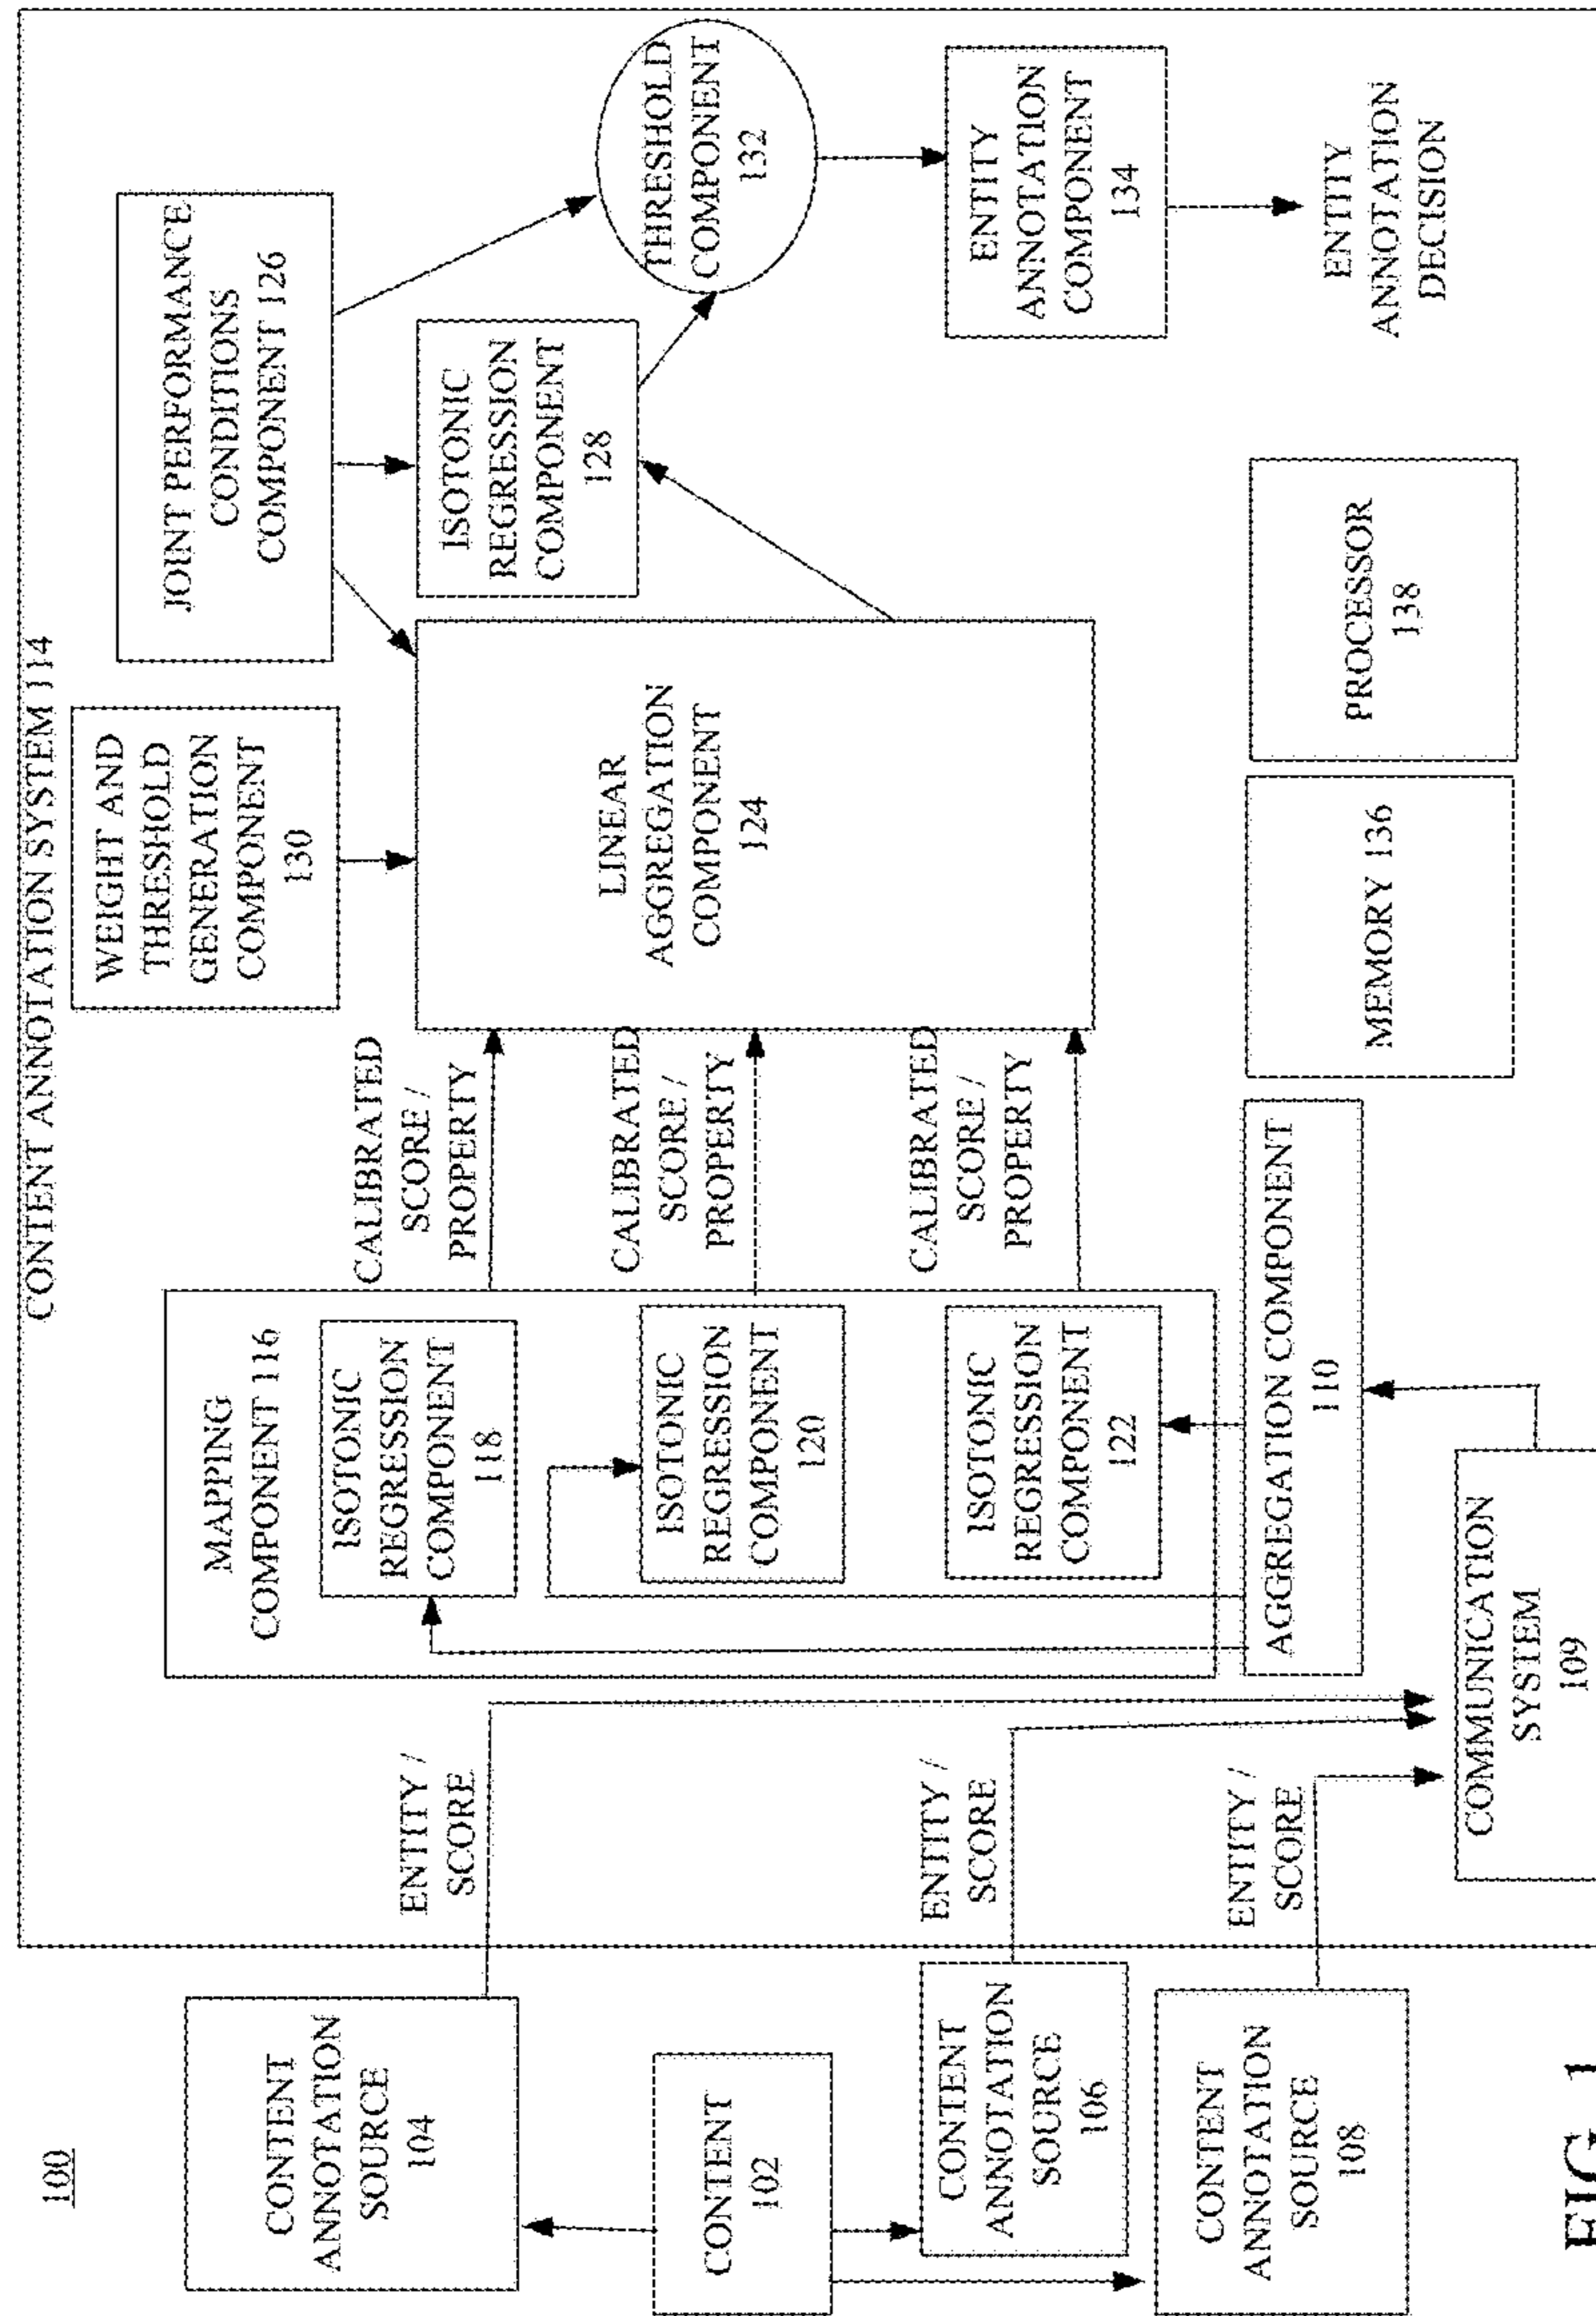 100
CONTENT ANNOTATION SYSTEM 114
CONTENT
ANNOTATION
SOURCE
104
CONTENT
102
CONTENT
ANNOTATION
SOURCE
106
CONTENT
ANNOTATION
SOURCE
108
ENTITY /
SCORE
ENTITY /
SCORE
ENTITY /
SCORE
COMMUNICATION
SYSTEM
109
AGGREGATION COMPONENT
110
MAPPING
COMPONENT 116
ISOTONIC
REGRESSION
COMPONENT
118
ISOTONIC
REGRESSION
COMPONENT
120
ISOTONIC
REGRESSION
COMPONENT
122
CALIBRATED
SCORE /
PROPERTY
CALIBRATED
SCORE /
PROPERTY
CALIBRATED
SCORE /
PROPERTY
WEIGHT AND
THRESHOLD
GENERATION
COMPONENT
130
LINEAR
AGGREGATION
COMPONENT
124
JOINT PERFORMANCE
CONDITIONS
COMPONENT 126
ISOTONIC
REGRESSION
COMPONENT
128
THRESHOLD
COMPONENT
132
ENTITY
ANNOTATION
COMPONENT
134
ENTITY
ANNOTATION
DECISION
MEMORY 136
PROCESSOR
138
FIG. 1